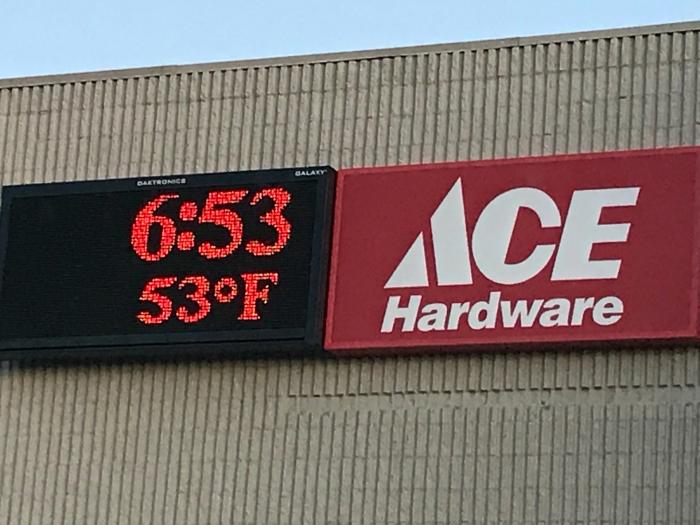 DAKTRONICS
GALAXY
6:53
53°F
ACE
Hardware